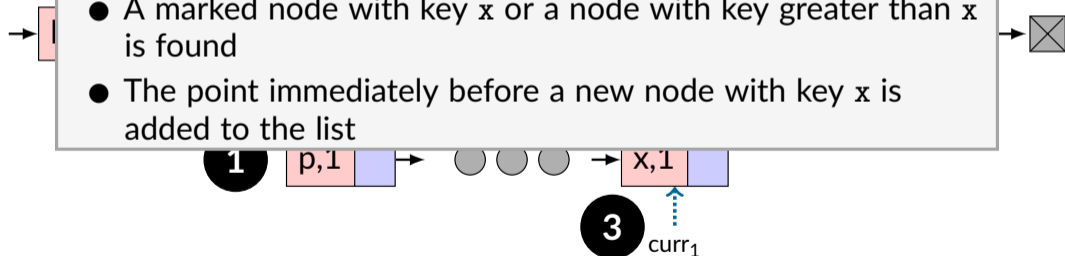 ● A marked node with key x or a node with key greater than x
is found
● The point immediately before a new node with key x is
added to the list
1 p,1 x,1
3 curr₁